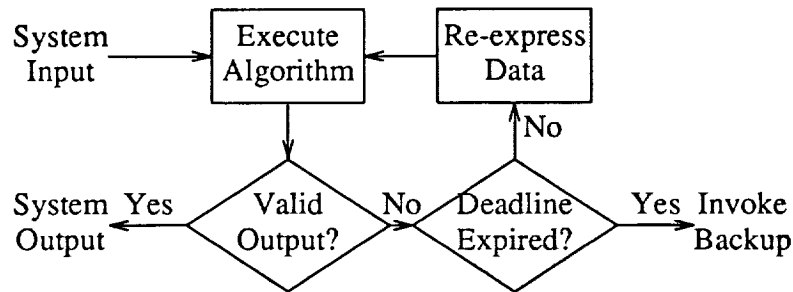 System Input
Execute Algorithm
Re-express Data
No
System Output
Yes
Valid Output?
No
Deadline Expired?
Yes
Invoke Backup